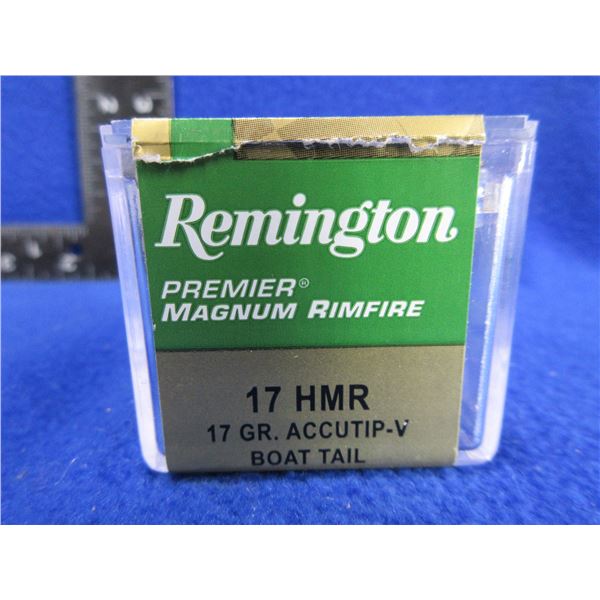 Remington
PREMIER®
MAGNUM RIMFIRE
17 HMR
17 GR. ACCUTIP-V
BOAT TAIL